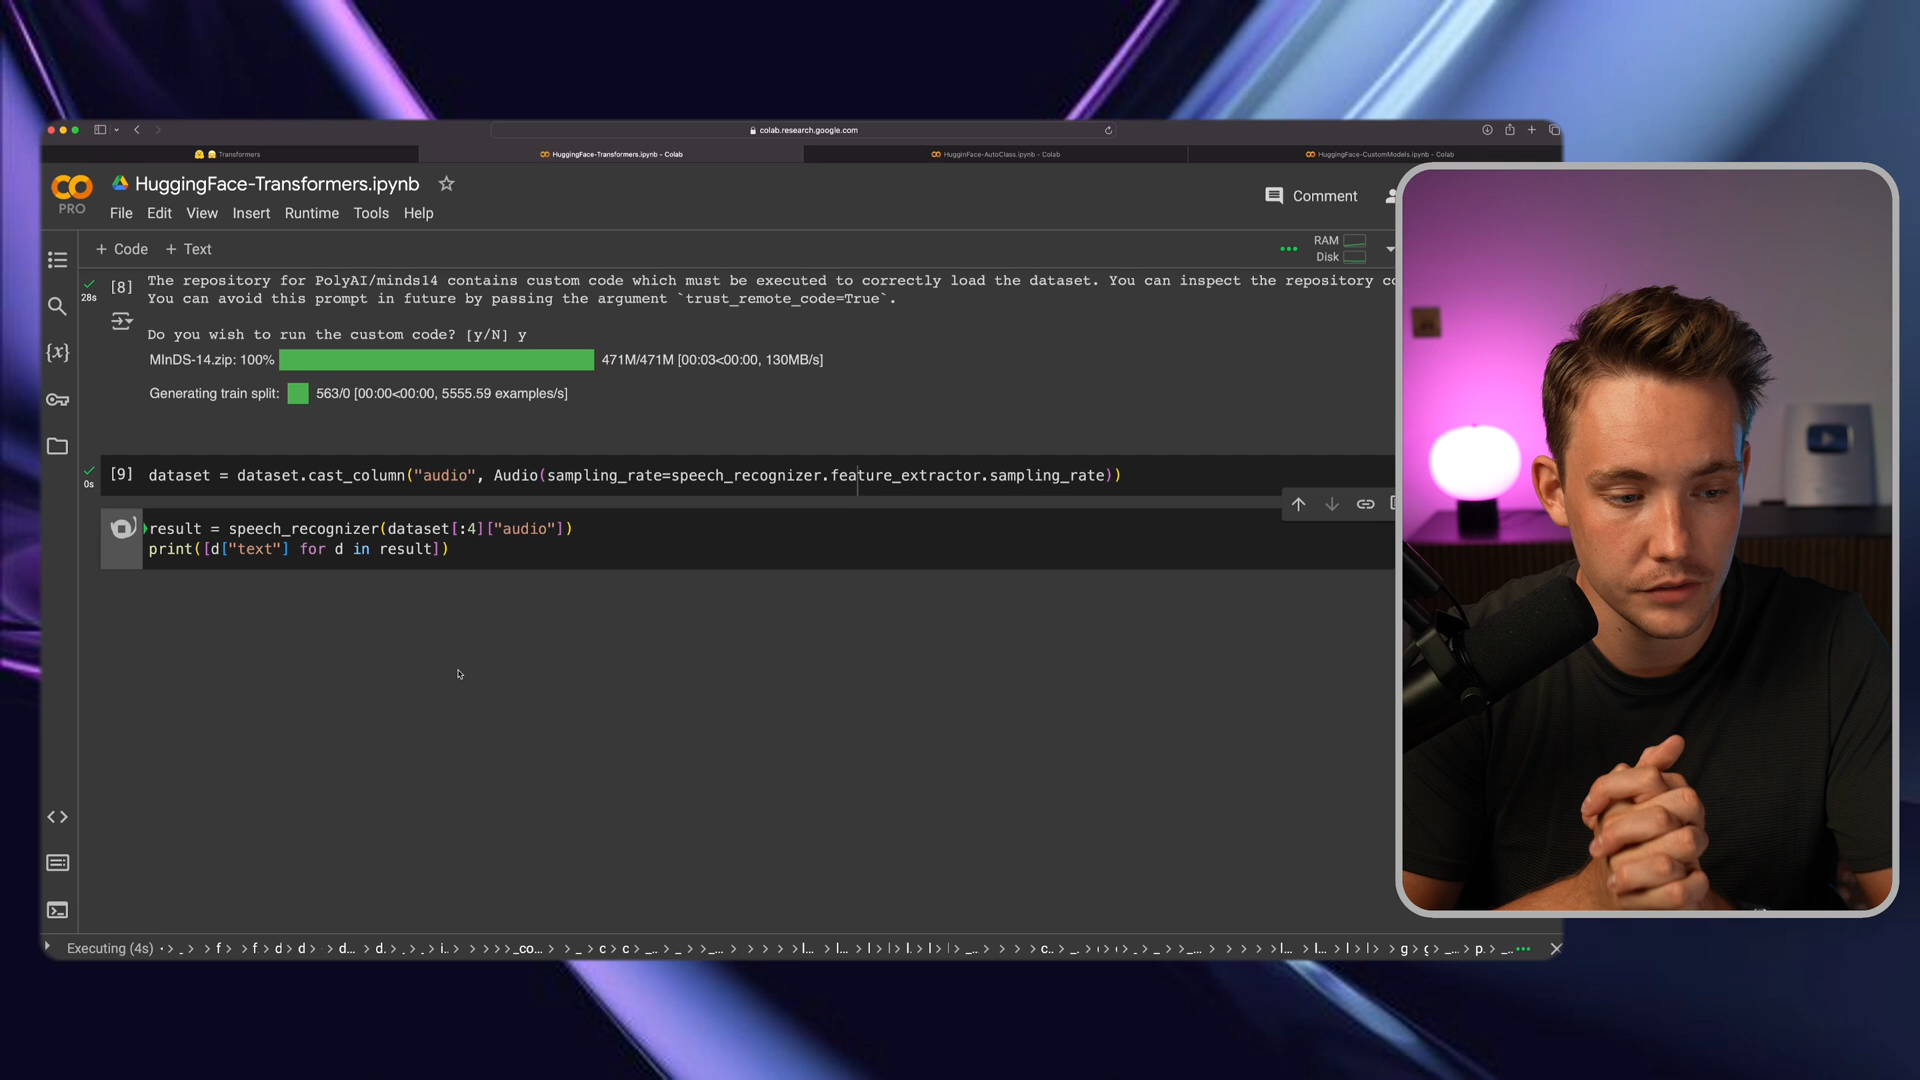 colab.research.google.com
Transformers
HuggingFace-Transformers.ipynb - Colab
HugginFace-AutoClass.ipynb - Colab
HuggingFace-CustomModels.ipynb - Colab
PRO
HuggingFace-Transformers.ipynb
File Edit View Insert Runtime Tools Help
Comment
+ Code + Text
RAM
Disk
28s
[8]
The repository for PolyAI/minds14 contains custom code which must be executed to correctly load the dataset. You can inspect the repository
You can avoid this prompt in future by passing the argument `trust_remote_code=True`.
Do you wish to run the custom code? [y/N] y
MInDS-14.zip: 100% 471M/471M [00:03<00:00, 130MB/s]
Generating train split: 563/0 [00:00<00:00, 5555.59 examples/s]
0s
[9] dataset = dataset.cast_column("audio", Audio(sampling_rate=speech_recognizer.feature_extractor.sampling_rate))
result = speech_recognizer(dataset[:4]["audio"])
print([d["text"] for d in result])
Executing (4s)